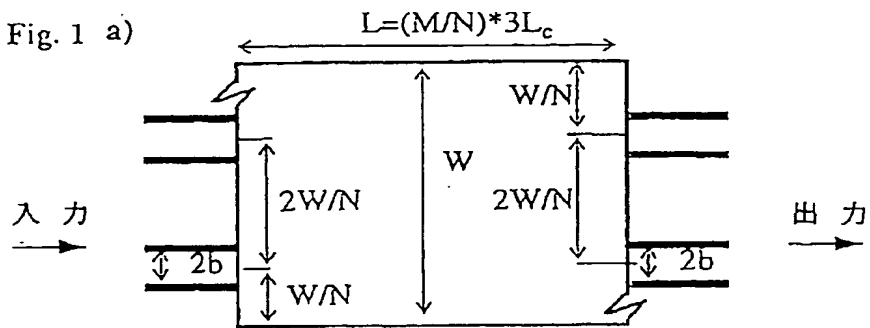 Fig. 1 a)
L=(M/N)*3L_c
W/N
W
2W/N
2W/N
入 力
出 力
2b
2b
W/N